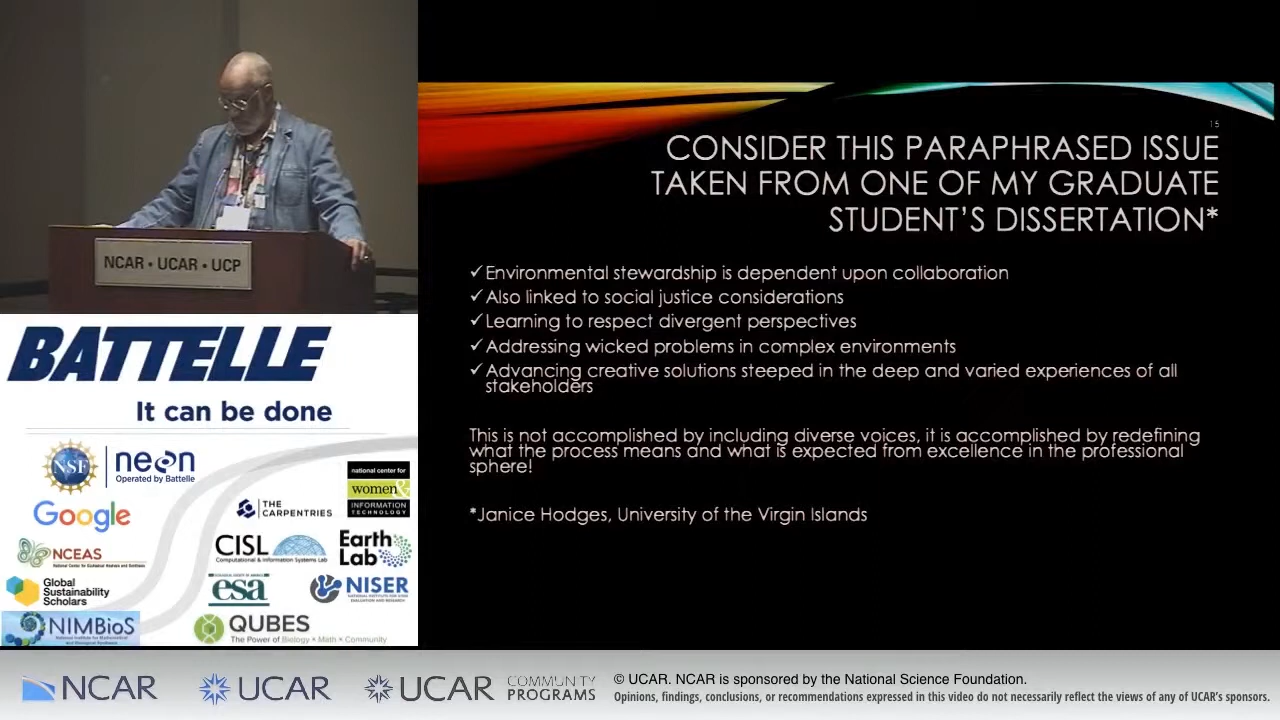 NCAR • UCAR • UCP
15
CONSIDER THIS PARAPHRASED ISSUE
TAKEN FROM ONE OF MY GRADUATE
STUDENT'S DISSERTATION*
✓Environmental stewardship is dependent upon collaboration
✓Also linked to social justice considerations
✓Learning to respect divergent perspectives
✓Addressing wicked problems in complex environments
✓Advancing creative solutions steeped in the deep and varied experiences of all
stakeholders
This is not accomplished by including diverse voices, it is accomplished by redefining
what the process means and what is expected from excellence in the professional
sphere!
*Janice Hodges, University of the Virgin Islands
BATTELLE
It can be done
NSF
neon
Operated by Battelle
national center for
women&
INFORMATION
TECHNOLOGY
Google
THE
CARPENTRIES
NCEAS
CISL
Computational & Information Systems Lab
Earth
Lab
Global
Sustainability
Scholars
esa
NISER
NIMBioS
QUBES
The Power of Biology • Math • Community
NCAR
UCAR
UCAR
COMMUNITY
PROGRAMS
© UCAR. NCAR is sponsored by the National Science Foundation.
Opinions, findings, conclusions, or recommendations expressed in this video do not necessarily reflect the views of any of UCAR's sponsors.